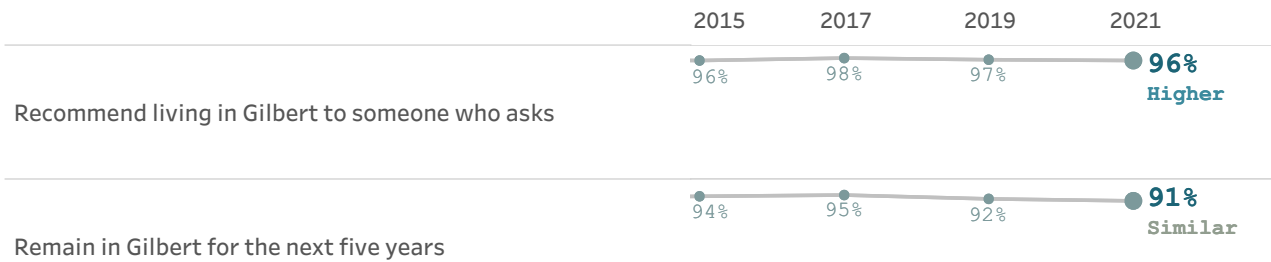 2015 2017 2019 2021
96% 98% 97% 96%
Higher
Recommend living in Gilbert to someone who asks
94% 95% 92% 91%
Similar
Remain in Gilbert for the next five years